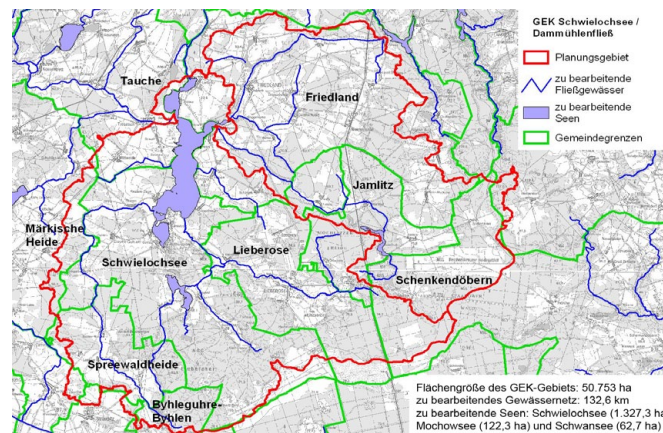 GEK Schwielochsee /
Dammühlenfließ
Planungsgebiet
zu bearbeitende
Fließgewässer
zu bearbeitende
Seen
Gemeindegrenzen
Tauche
Friedland
Jamlitz
Märkische
Heide
Lieberose
Schwielochsee
Schenkendöbern
Spreewaldheide
Byhleguhre-
Byhlen
Flächengröße des GEK-Gebiets: 50.753 ha
zu bearbeitendes Gewässernetz: 132,6 km
zu bearbeitende Seen: Schwielochsee (1.327,3 ha
Mochowsee (122,3 ha) und Schwansee (62,7 ha)